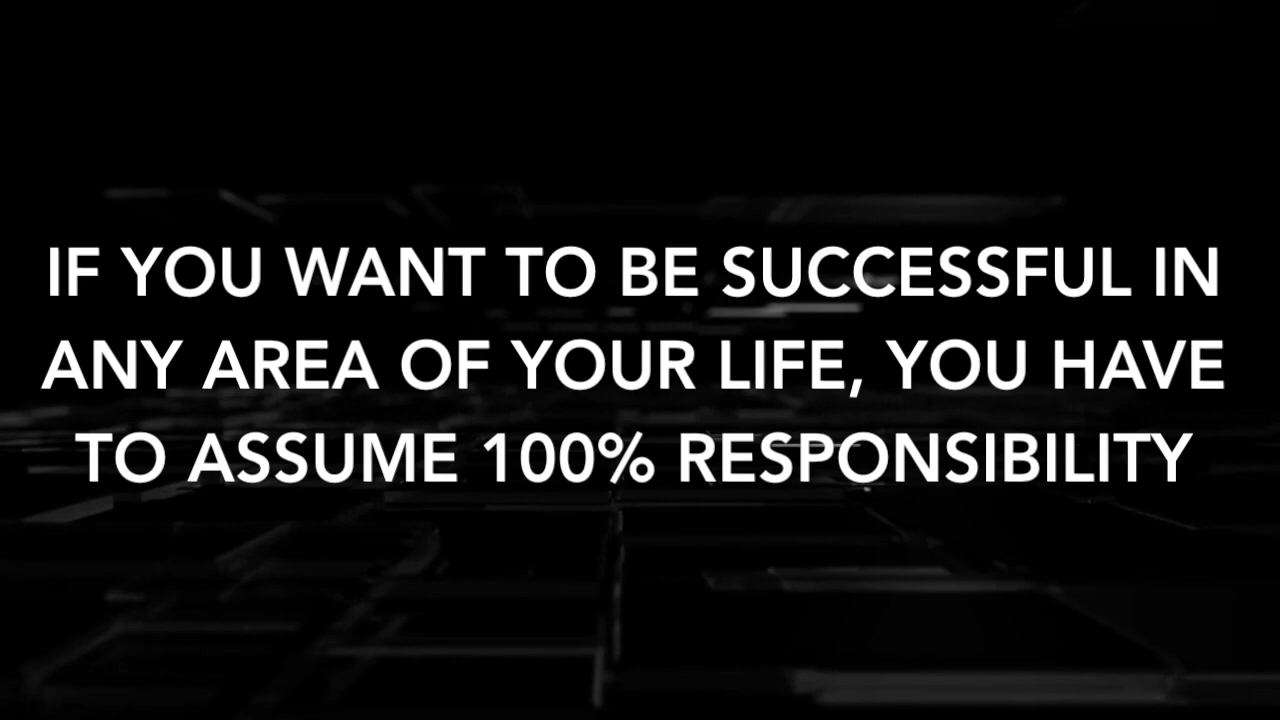 IF YOU WANT TO BE SUCCESSFUL IN
ANY AREA OF YOUR LIFE, YOU HAVE
TO ASSUME 100% RESPONSIBILITY